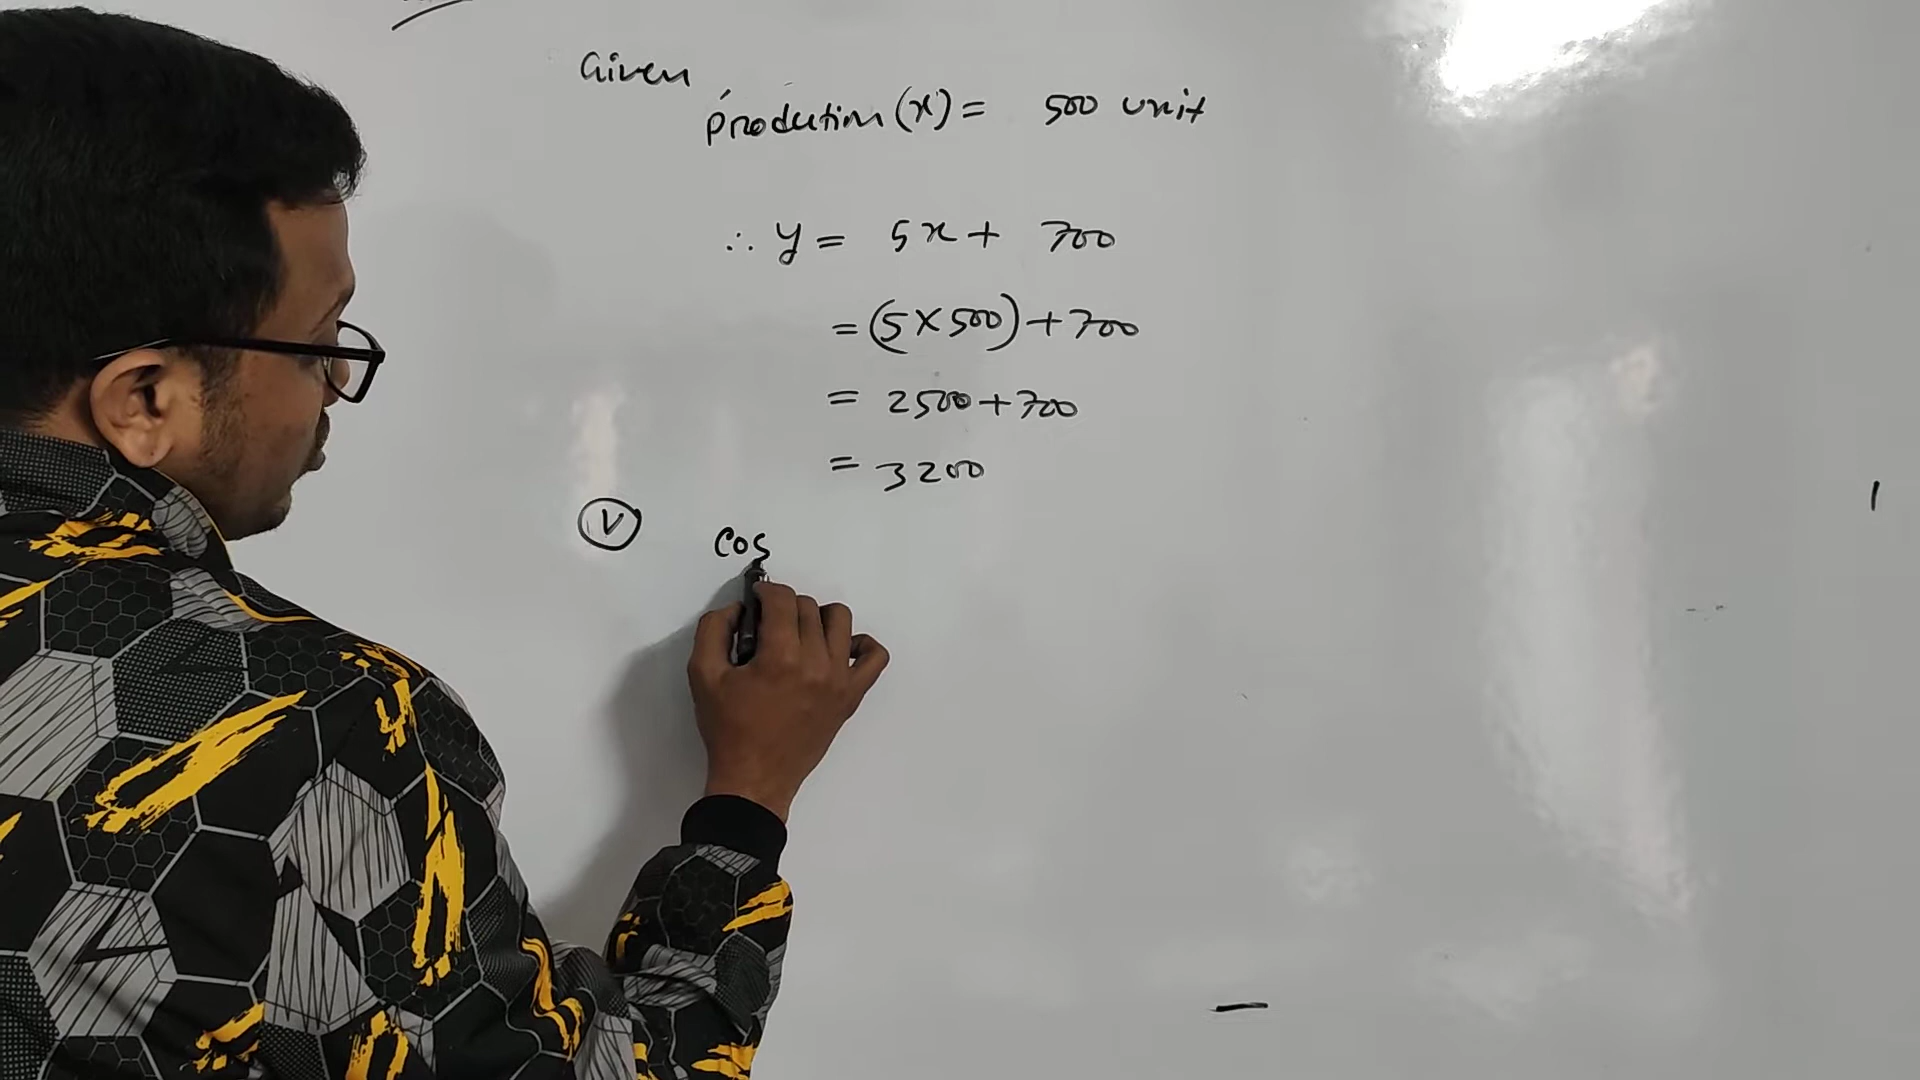 Given
production (x) = 500 unit
∴ y = 5x + 700
= (5 × 500) + 700
= 2500 + 700
= 3200
V cos